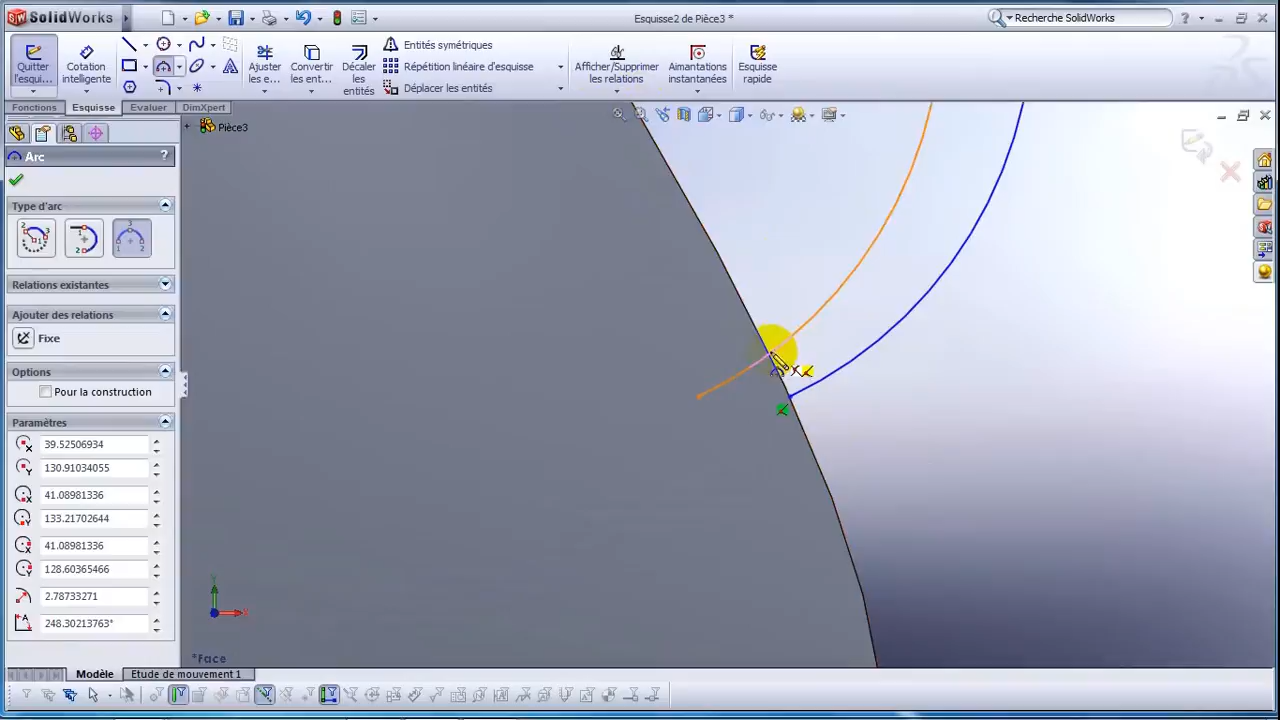 SolidWorks
Esquisse2 de Pièce3 *
Recherche SolidWorks
Quitter l'esqui...
Cotation intelligente
Ajuster les e...
Convertir les ent...
Décaler les entités
Entités symétriques
Répétition linéaire d'esquisse
Déplacer les entités
Afficher/Supprimer les relations
Aimantations instantanées
Esquisse rapide
Fonctions
Esquisse
Evaluer
DimXpert
Pièce3
Arc
?
Type d'arc
Relations existantes
Ajouter des relations
Fixe
Options
Pour la construction
Paramètres
39.52506934
130.91034055
41.08981336
133.21702644
41.08981336
128.60365466
2.78733271
248.30213763°
Y
X
*Face
Modèle
Etude de mouvement 1